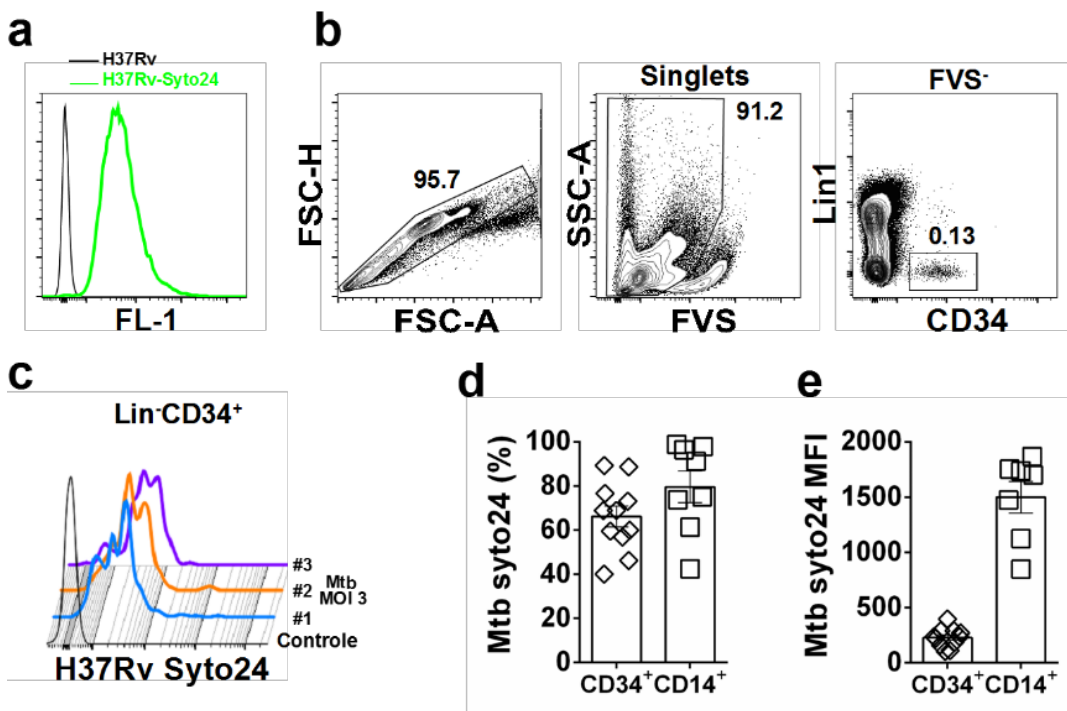 a
H37Rv
H37Rv-Syto24
FL-1
b
FSC-H
95.7
FSC-A
Singlets
SSC-A
91.2
FVS
FVS-
Lin1
0.13
CD34
c
Lin-CD34+
#3
#2 Mtb
MOI 3
#1
Controle
H37Rv Syto24
d
Mtb syto24 (%)
100
80
60
40
20
0
CD34+ CD14+
e
Mtb syto24 MFI
2000
1500
1000
500
0
CD34+ CD14+